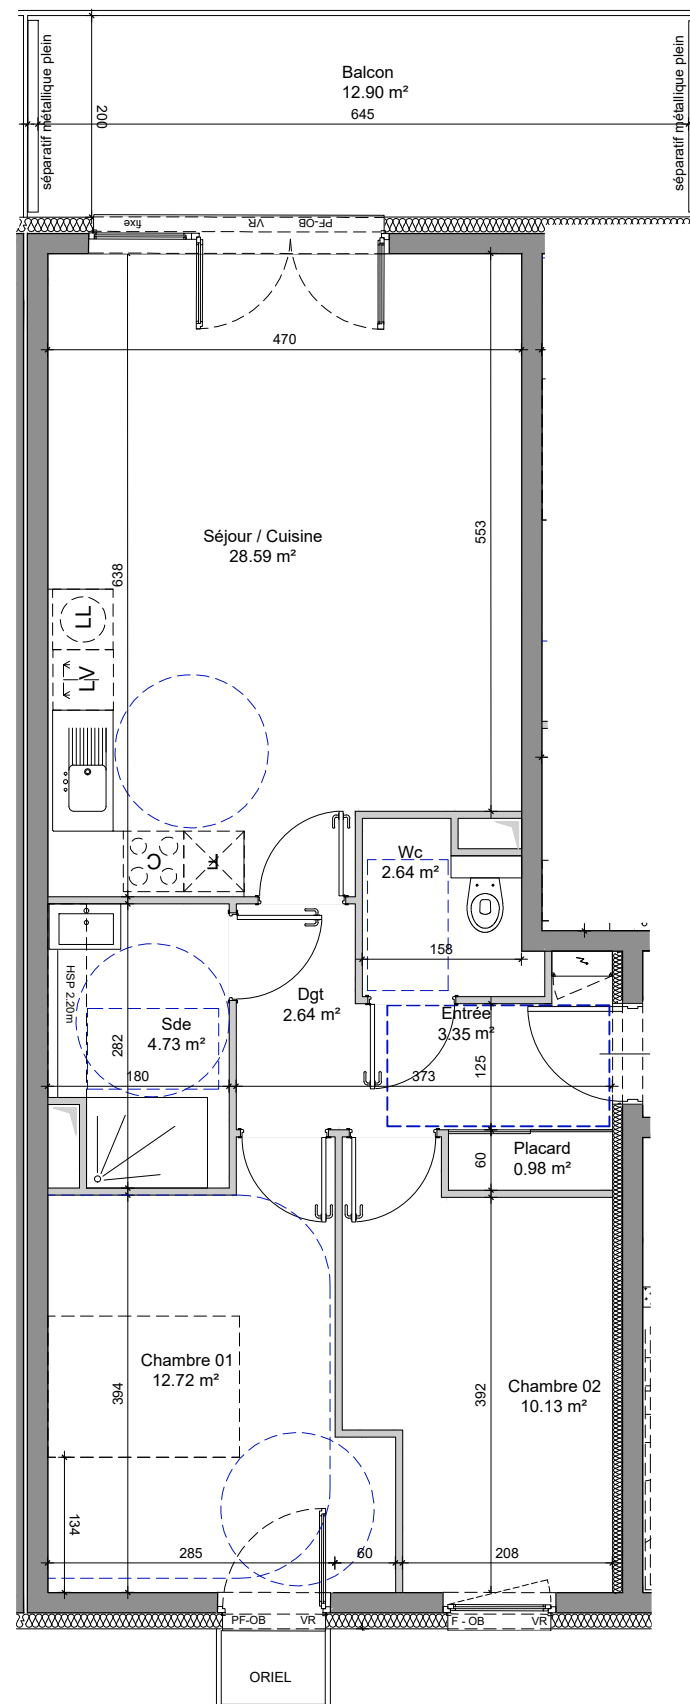 Balcon
12.90 m²
645
200
séparatif métallique plein
séparatif métallique plein
fixe
VR
PF-OB
470
553
638
Séjour / Cuisine
28.59 m²
LL
LV
C
F
Wc
2.64 m²
158
HSP 2.20m
Sde
4.73 m²
282
180
Dgt
2.64 m²
Entrée
3.35 m²
373
125
Placard
0.98 m²
60
Chambre 01
12.72 m²
394
134
Chambre 02
10.13 m²
392
285
60
208
PF-OB
VR
F - OB
VR
ORIEL